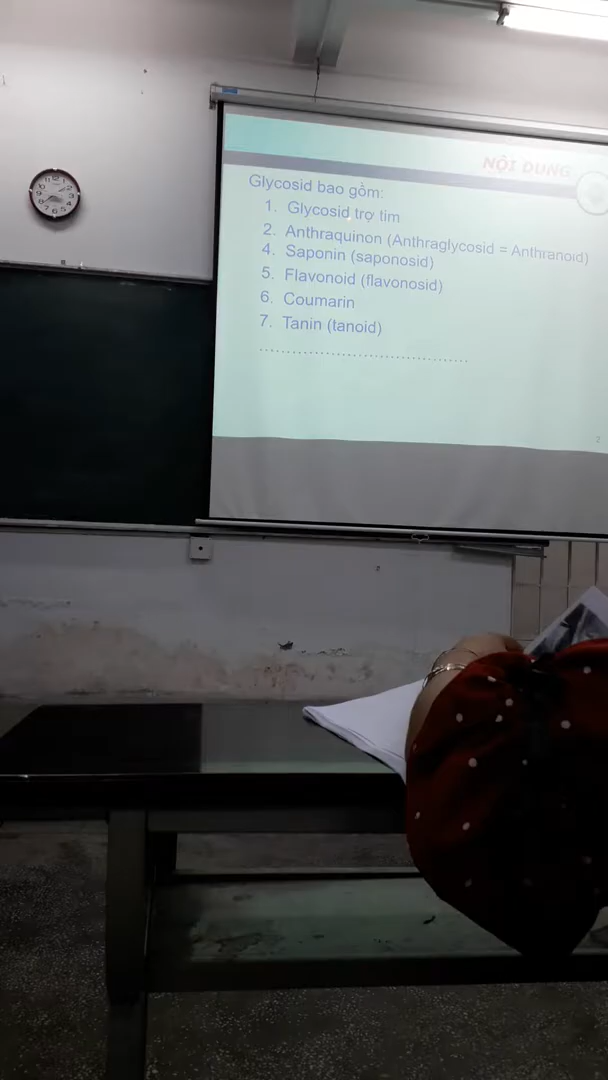 NỘI DUNG
Glycosid bao gồm:
1. Glycosid trợ tim
2. Anthraquinon (Anthraglycosid = Anthranoid)
4. Saponin (saponosid)
5. Flavonoid (flavonosid)
6. Coumarin
7. Tanin (tanoid)
................................................
2